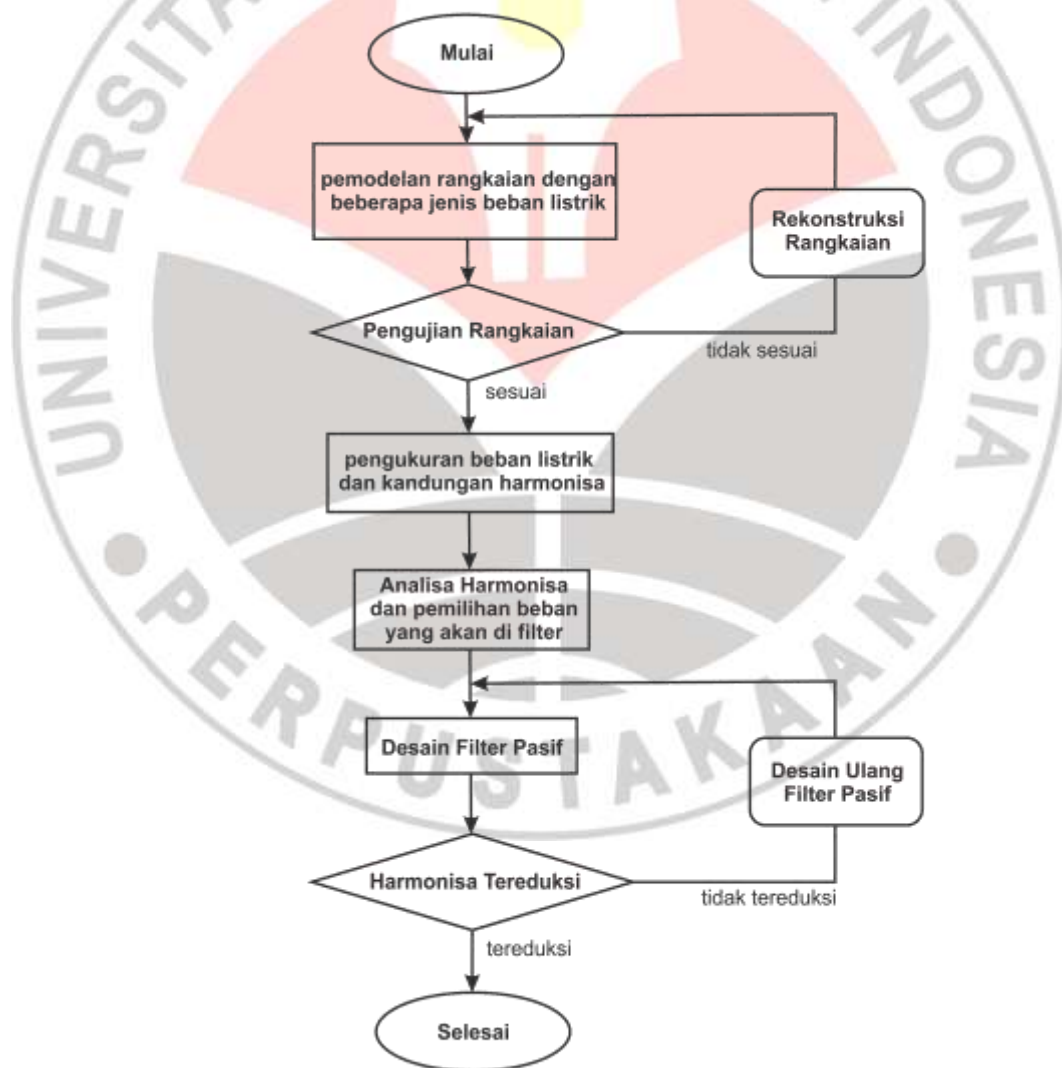 Mulai
pemodelan rangkaian dengan
beberapa jenis beban listrik
Rekonstruksi
Rangkaian
Pengujian Rangkaian
tidak sesuai
sesuai
pengukuran beban listrik
dan kandungan harmonisa
Analisa Harmonisa
dan pemilihan beban
yang akan di filter
Desain Filter Pasif
Desain Ulang
Filter Pasif
Harmonisa Tereduksi
tidak tereduksi
tereduksi
Selesai
INDONESIA
PERPUSTAKAAN